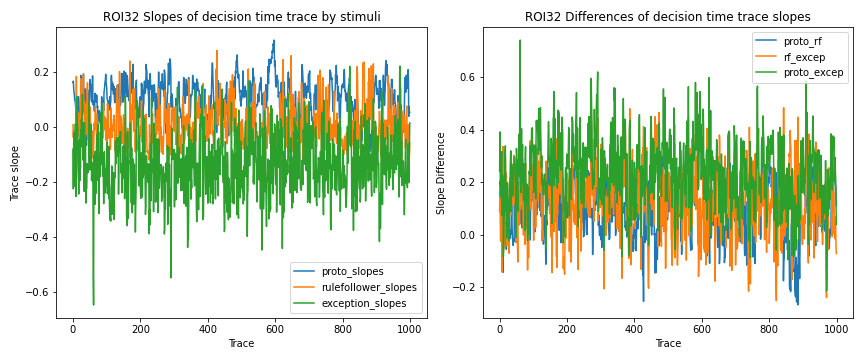 ROI32 Slopes of decision time trace by stimuli
Trace slope
0.2
0.0
−0.2
−0.4
−0.6
proto_slopes
rulefollower_slopes
exception_slopes
0 200 400 600 800 1000
Trace
ROI32 Differences of decision time trace slopes
Slope Difference
0.6
0.4
0.2
0.0
−0.2
proto_rf
rf_excep
proto_excep
0 200 400 600 800 1000
Trace